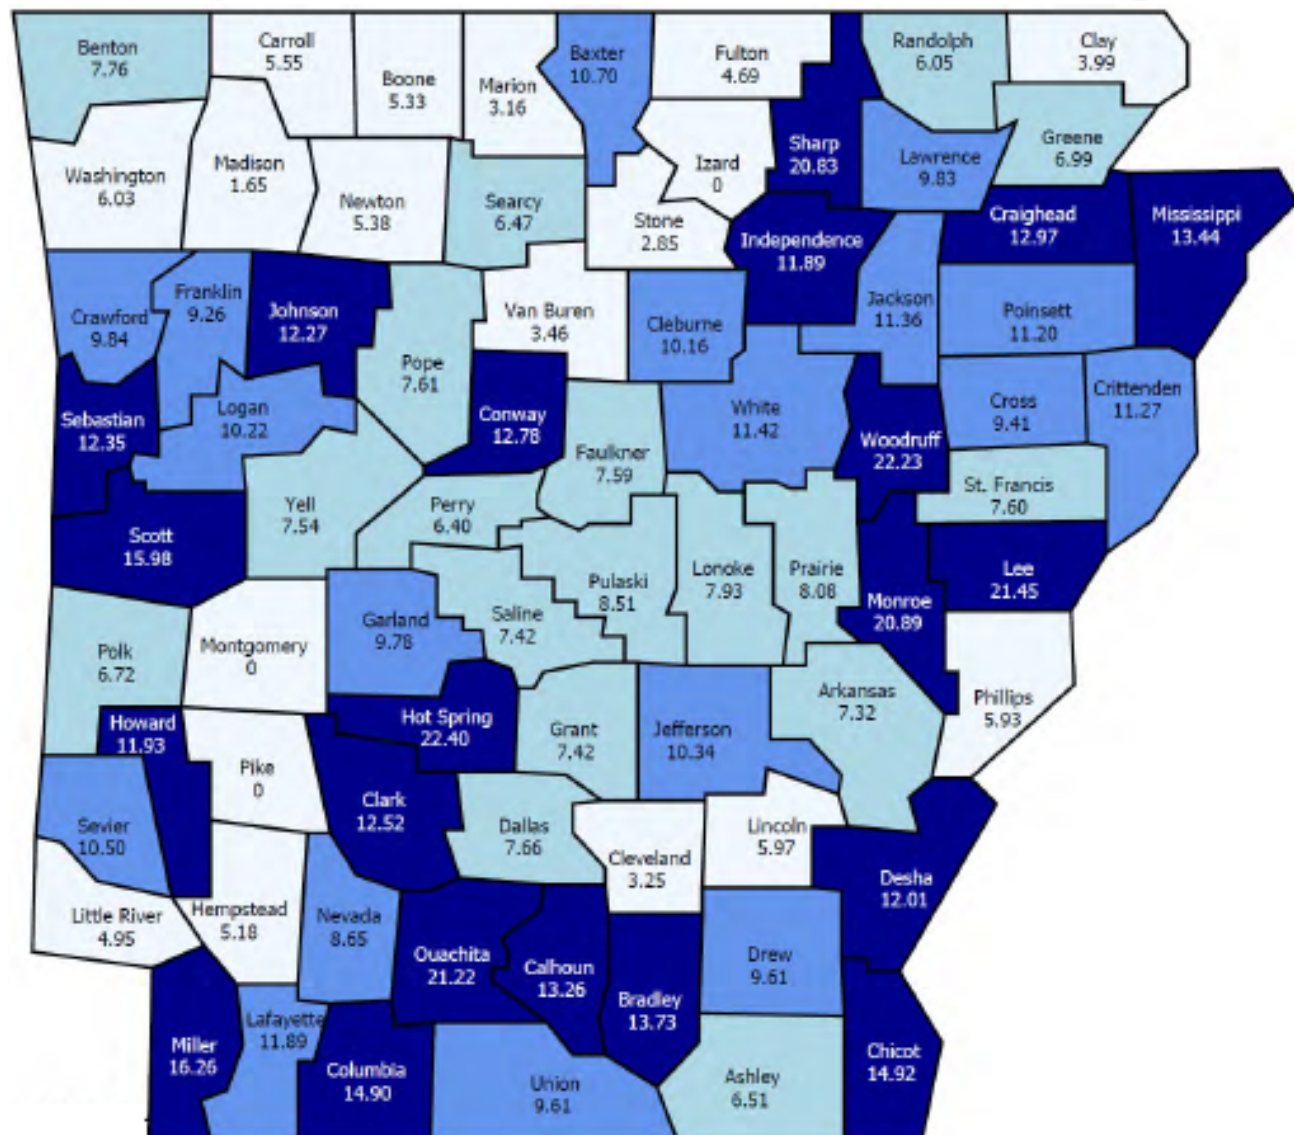 Benton
7.76
Carroll
5.55
Boone
5.33
Marion
3.16
Baxter
10.70
Fulton
4.69
Randolph
6.05
Clay
3.99
Washington
6.03
Madison
1.65
Newton
5.38
Searcy
6.47
Stone
2.85
Izard
0
Sharp
20.83
Lawrence
9.83
Greene
6.99
Independence
11.89
Craighead
12.97
Mississippi
13.44
Crawford
9.84
Franklin
9.26
Johnson
12.27
Pope
7.61
Van Buren
3.46
Cleburne
10.16
Jackson
11.36
Poinsett
11.20
Sebastian
12.35
Logan
10.22
Conway
12.78
Faulkner
7.59
White
11.42
Woodruff
22.23
Cross
9.41
Crittenden
11.27
Scott
15.98
Yell
7.54
Perry
6.40
St. Francis
7.60
Polk
6.72
Montgomery
0
Garland
9.78
Saline
7.42
Pulaski
8.51
Lonoke
7.93
Prairie
8.08
Monroe
20.89
Lee
21.45
Howard
11.93
Pike
0
Hot Spring
22.40
Grant
7.42
Jefferson
10.34
Arkansas
7.32
Phillips
5.93
Sevier
10.50
Clark
12.52
Dallas
7.66
Cleveland
3.25
Lincoln
5.97
Desha
12.01
Little River
4.95
Hempstead
5.18
Nevada
8.65
Ouachita
21.22
Calhoun
13.26
Bradley
13.73
Drew
9.61
Miller
16.26
Lafayette
11.89
Columbia
14.90
Union
9.61
Ashley
6.51
Chicot
14.92